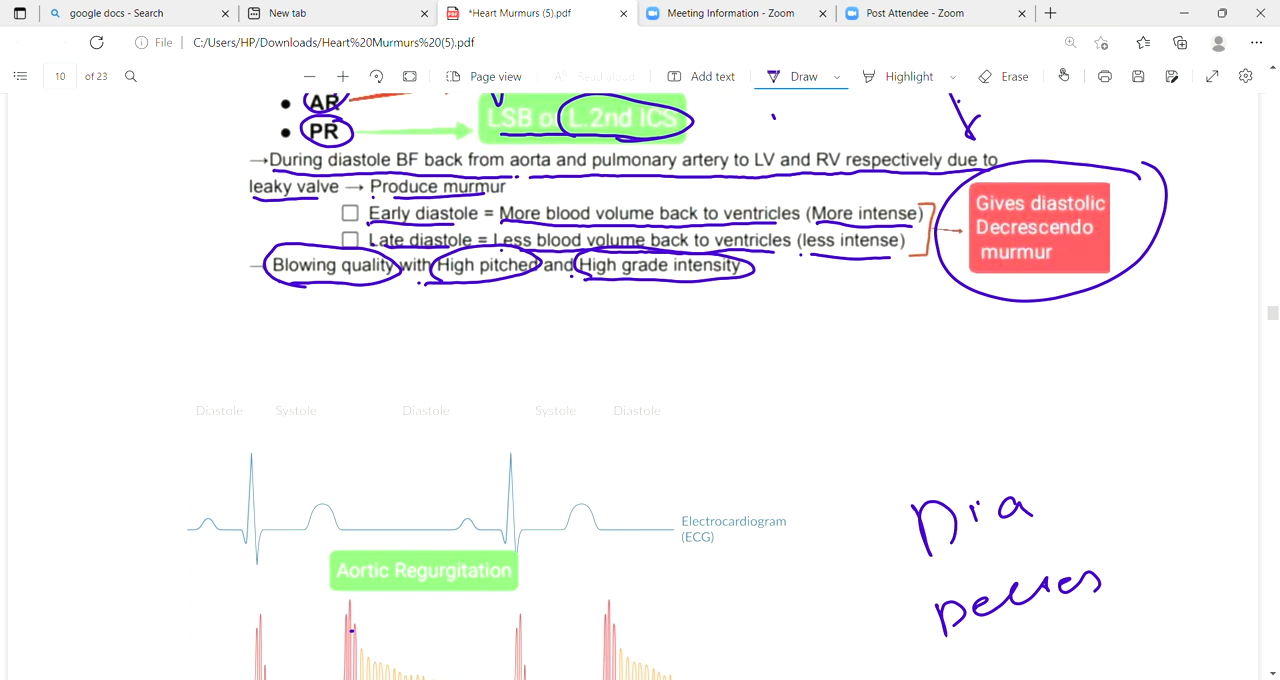 google docs - Search
New tab
*Heart Murmurs (5).pdf
Meeting Information - Zoom
Post Attendee - Zoom
File
C:/Users/HP/Downloads/Heart%20Murmurs%20(5).pdf
10 of 23
Page view
Read aloud
Add text
Draw
Highlight
Erase
• AR
• PR
LSB or L.2nd ICS
→During diastole BF back from aorta and pulmonary artery to LV and RV respectively due to
leaky valve → Produce murmur
Early diastole = More blood volume back to ventricles (More intense)
Late diastole = Less blood volume back to ventricles (less intense)
Gives diastolic
Decrescendo
murmur
Blowing quality with High pitched and High grade intensity
Diastole Systole Diastole Systole Diastole
Electrocardiogram
(ECG)
Aortic Regurgitation
Dia